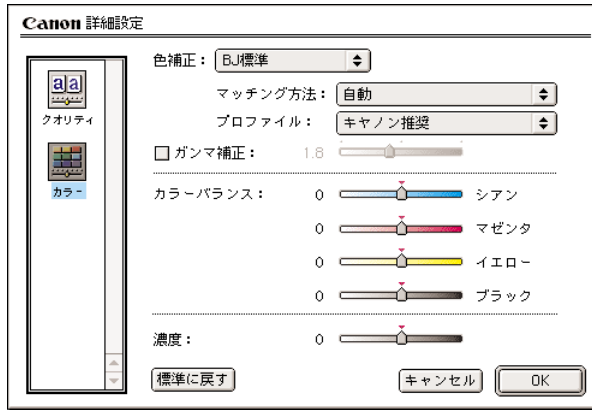 Canon 詳細設定
aa
クオリティ
カラー
色補正： BJ標準
マッチング方法： 自動
プロファイル： キヤノン推奨
ガンマ補正： 1.8
カラーバランス： 0 シアン
0 マゼンタ
0 イエロー
0 ブラック
濃度： 0
標準に戻す キャンセル OK